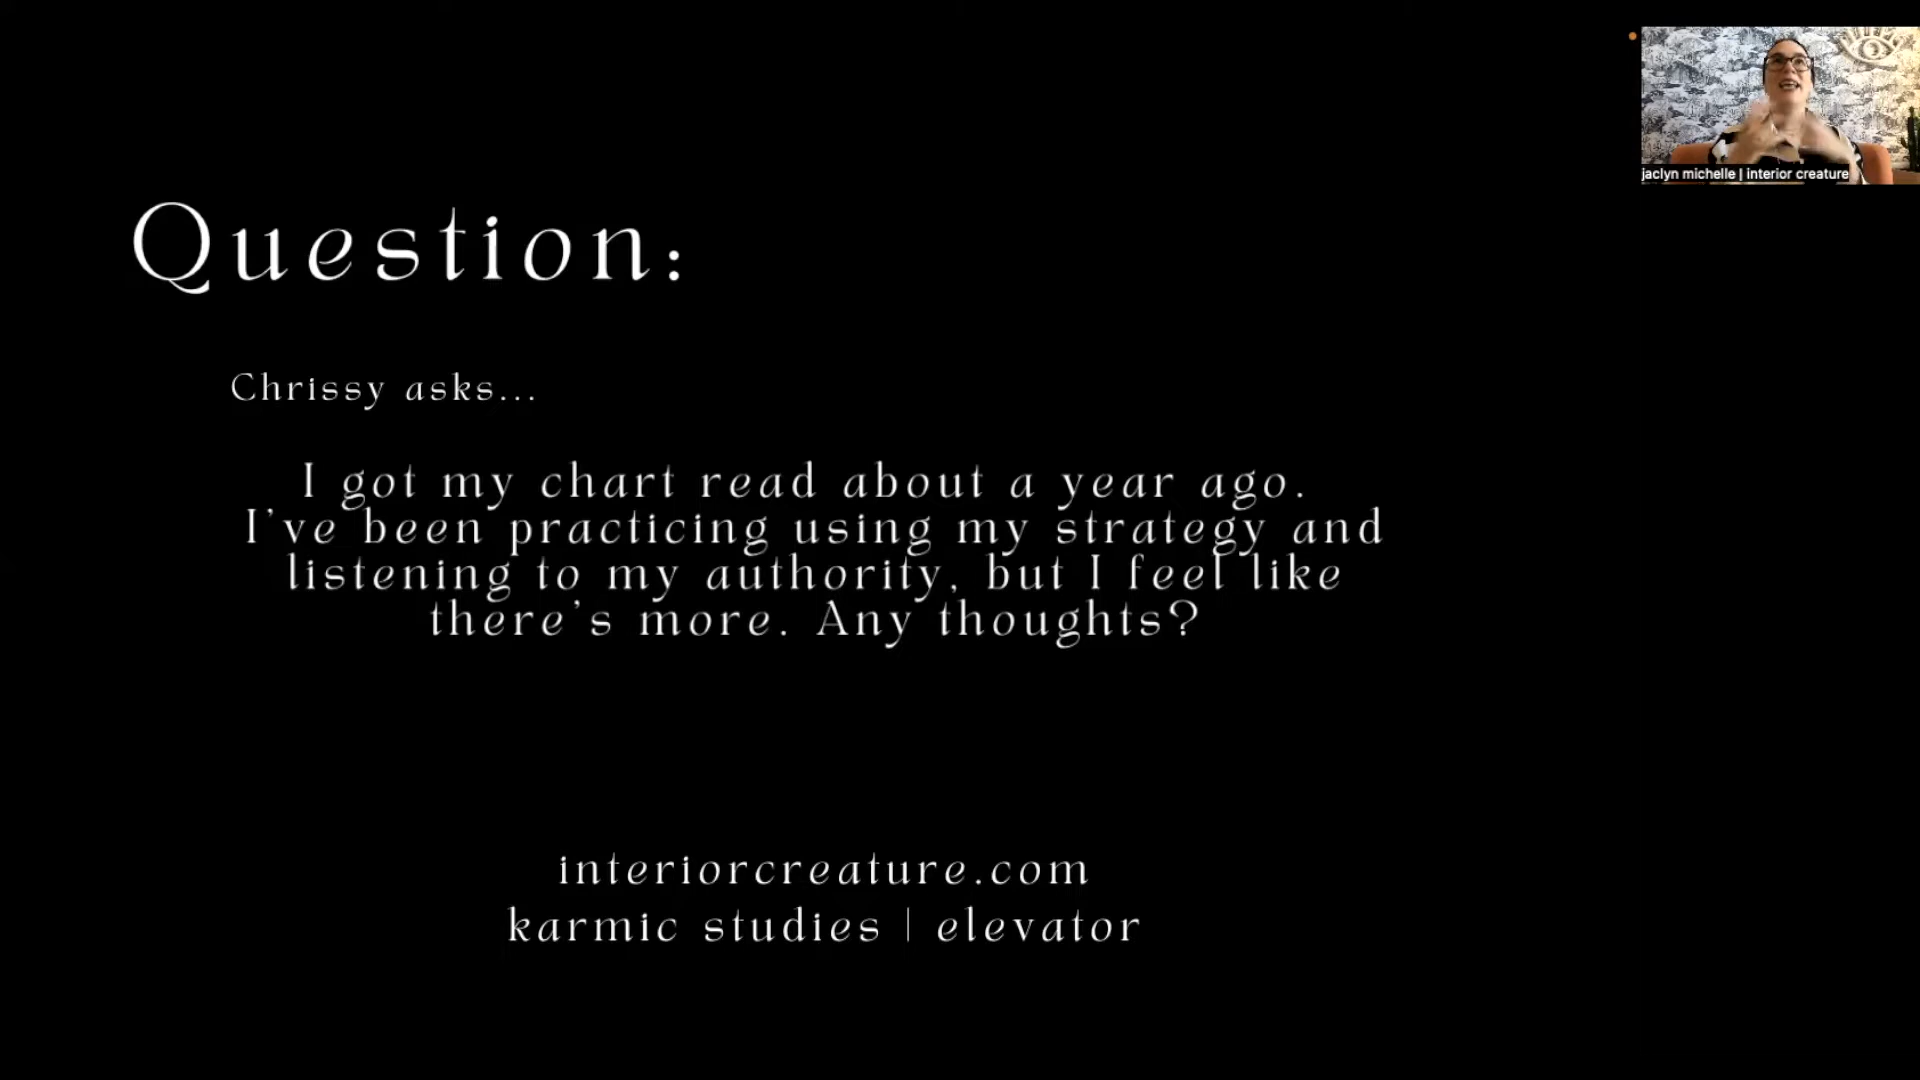 jaclyn michelle | interior creature
Question:
Chrissy asks...
I got my chart read about a year ago.
I've been practicing using my strategy and
listening to my authority, but I feel like
there's more. Any thoughts?
interiorcreature.com
karmic studies | elevator